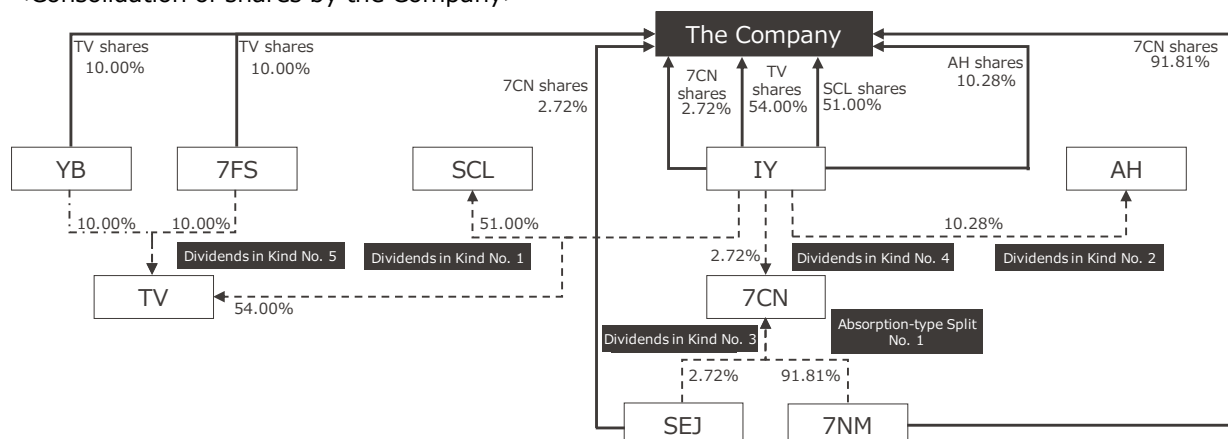 <Consolidation of shares by the Company>
The Company
TV shares
10.00%
TV shares
10.00%
7CN shares
2.72%
7CN
shares
2.72%
TV
shares
54.00%
SCL shares
51.00%
AH shares
10.28%
7CN shares
91.81%
YB
7FS
SCL
IY
AH
10.00%
10.00%
51.00%
10.28%
Dividends in Kind No. 5
Dividends in Kind No. 1
2.72%
Dividends in Kind No. 4
Dividends in Kind No. 2
TV
54.00%
7CN
Dividends in Kind No. 3
Absorption-type Split
No. 1
2.72%
91.81%
SEJ
7NM